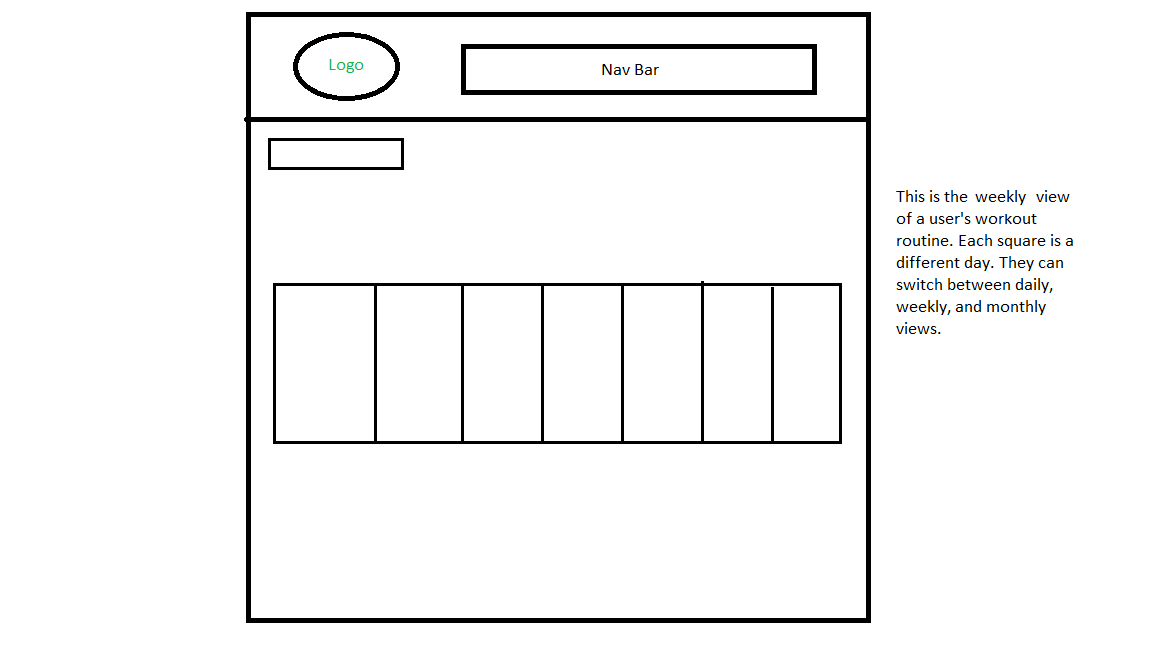 Logo
Nav Bar
This is the weekly view
of a user's workout
routine. Each square is a
different day. They can
switch between daily,
weekly, and monthly
views.